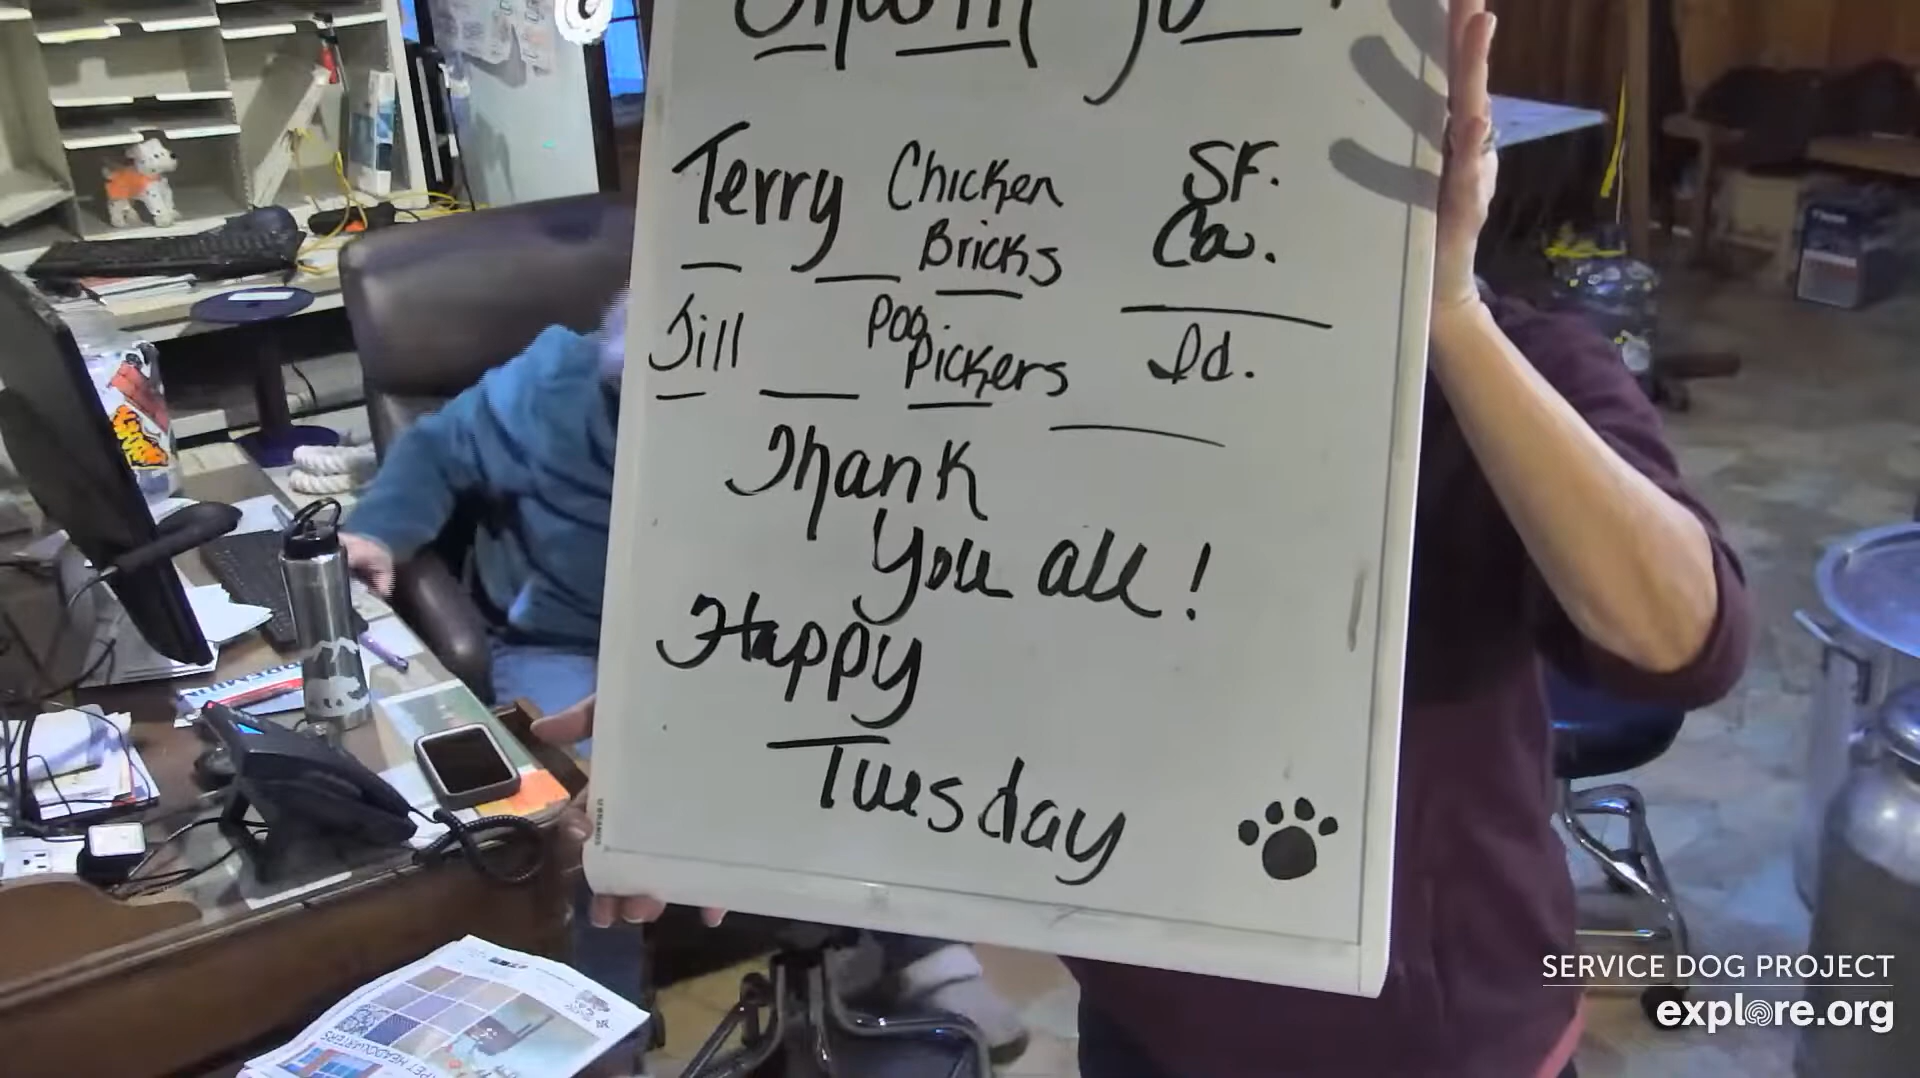 Terry Chicken Bricks SF. Ca.
Jill Poo. Pickers Id.
Thank
You all!
Happy
Tuesday
SERVICE DOG PROJECT
explore.org